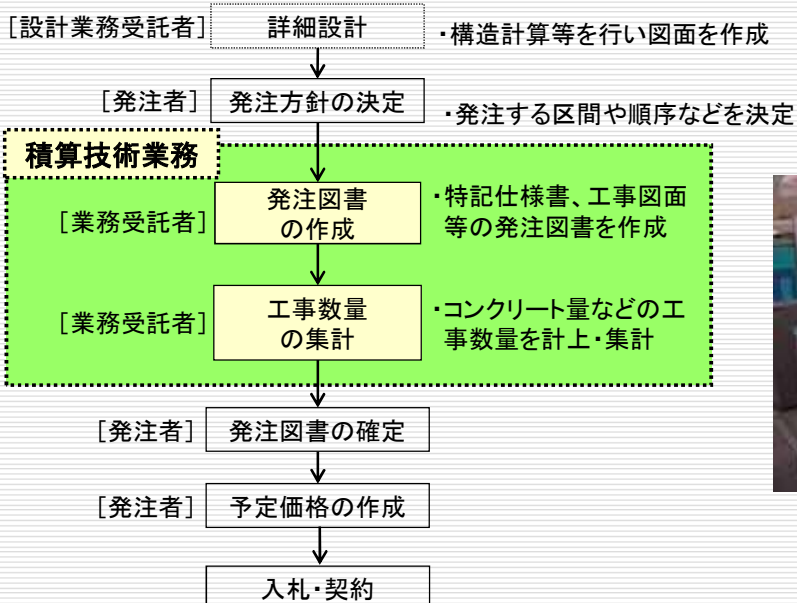 [設計業務受託者] 詳細設計 ・構造計算等を行い図面を作成
[発注者] 発注方針の決定 ・発注する区間や順序などを決定
積算技術業務
[業務受託者] 発注図書
の作成
・特記仕様書、工事図面
等の発注図書を作成
[業務受託者] 工事数量
の集計
・コンクリート量などの工
事数量を計上・集計
[発注者] 発注図書の確定
[発注者] 予定価格の作成
入札・契約